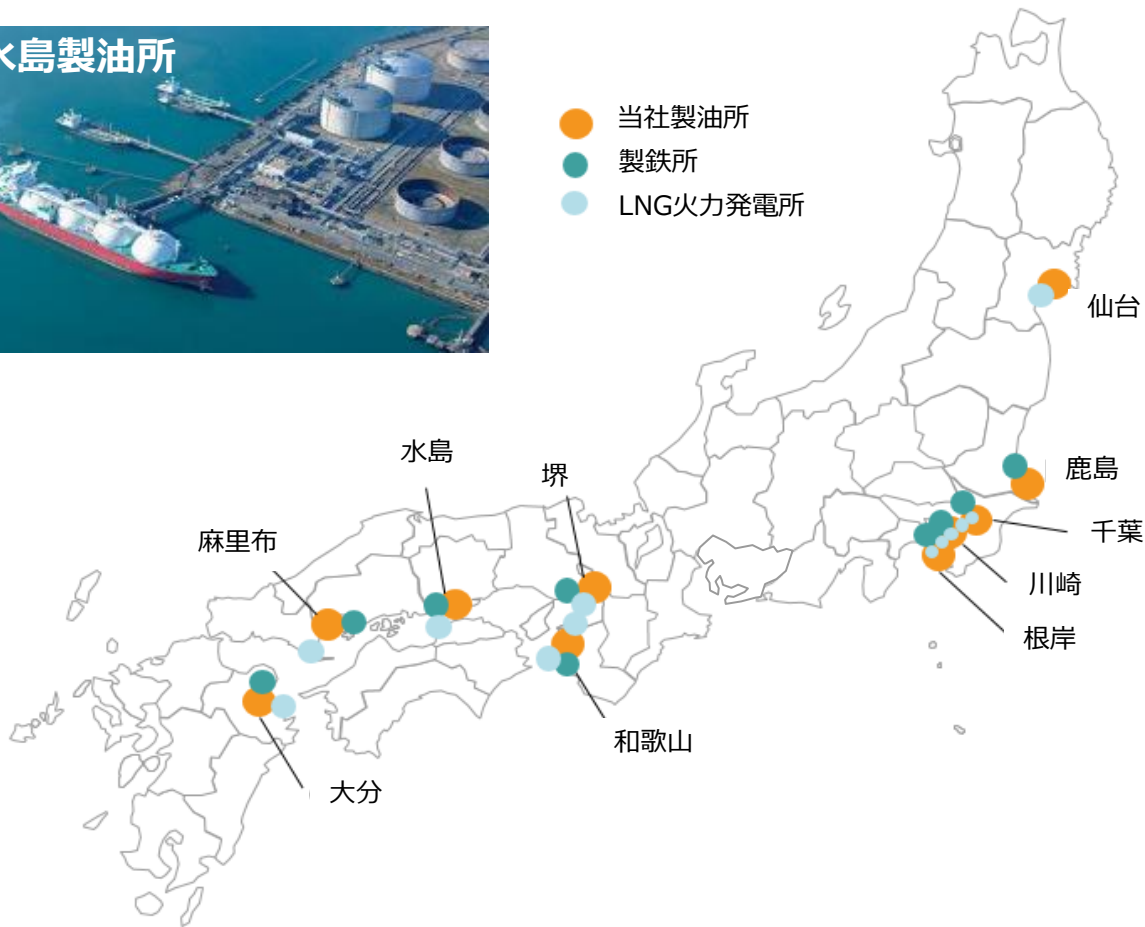 水島製油所
当社製油所
製鉄所
LNG火力発電所
仙台
鹿島
千葉
川崎
根岸
水島
堺
麻里布
和歌山
大分